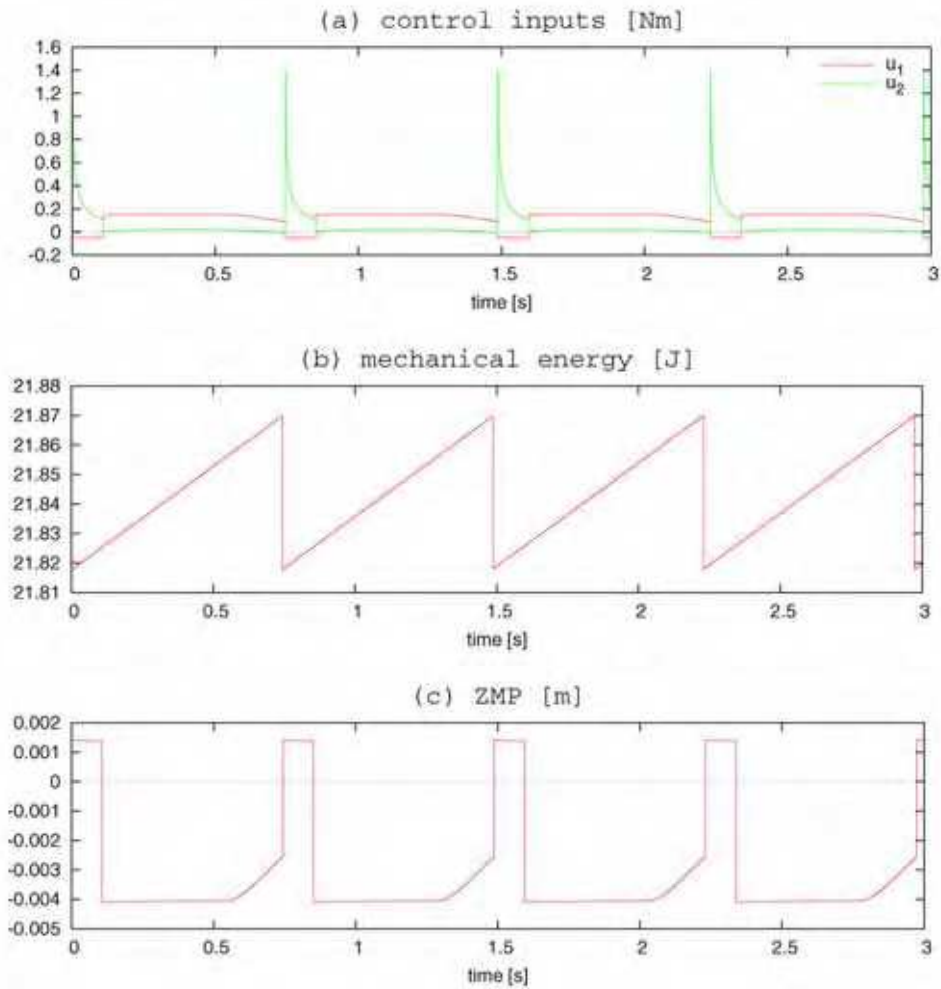 (a) control inputs [Nm]
1.6
1.4
1.2
1
0.8
0.6
0.4
0.2
0
-0.2
u1
u2
0 0.5 1 1.5 2 2.5 3
time [s]
(b) mechanical energy [J]
21.88
21.87
21.86
21.85
21.84
21.83
21.82
21.81
0 0.5 1 1.5 2 2.5 3
time [s]
(c) ZMP [m]
0.002
0.001
0
-0.001
-0.002
-0.003
-0.004
-0.005
0 0.5 1 1.5 2 2.5 3
time [s]